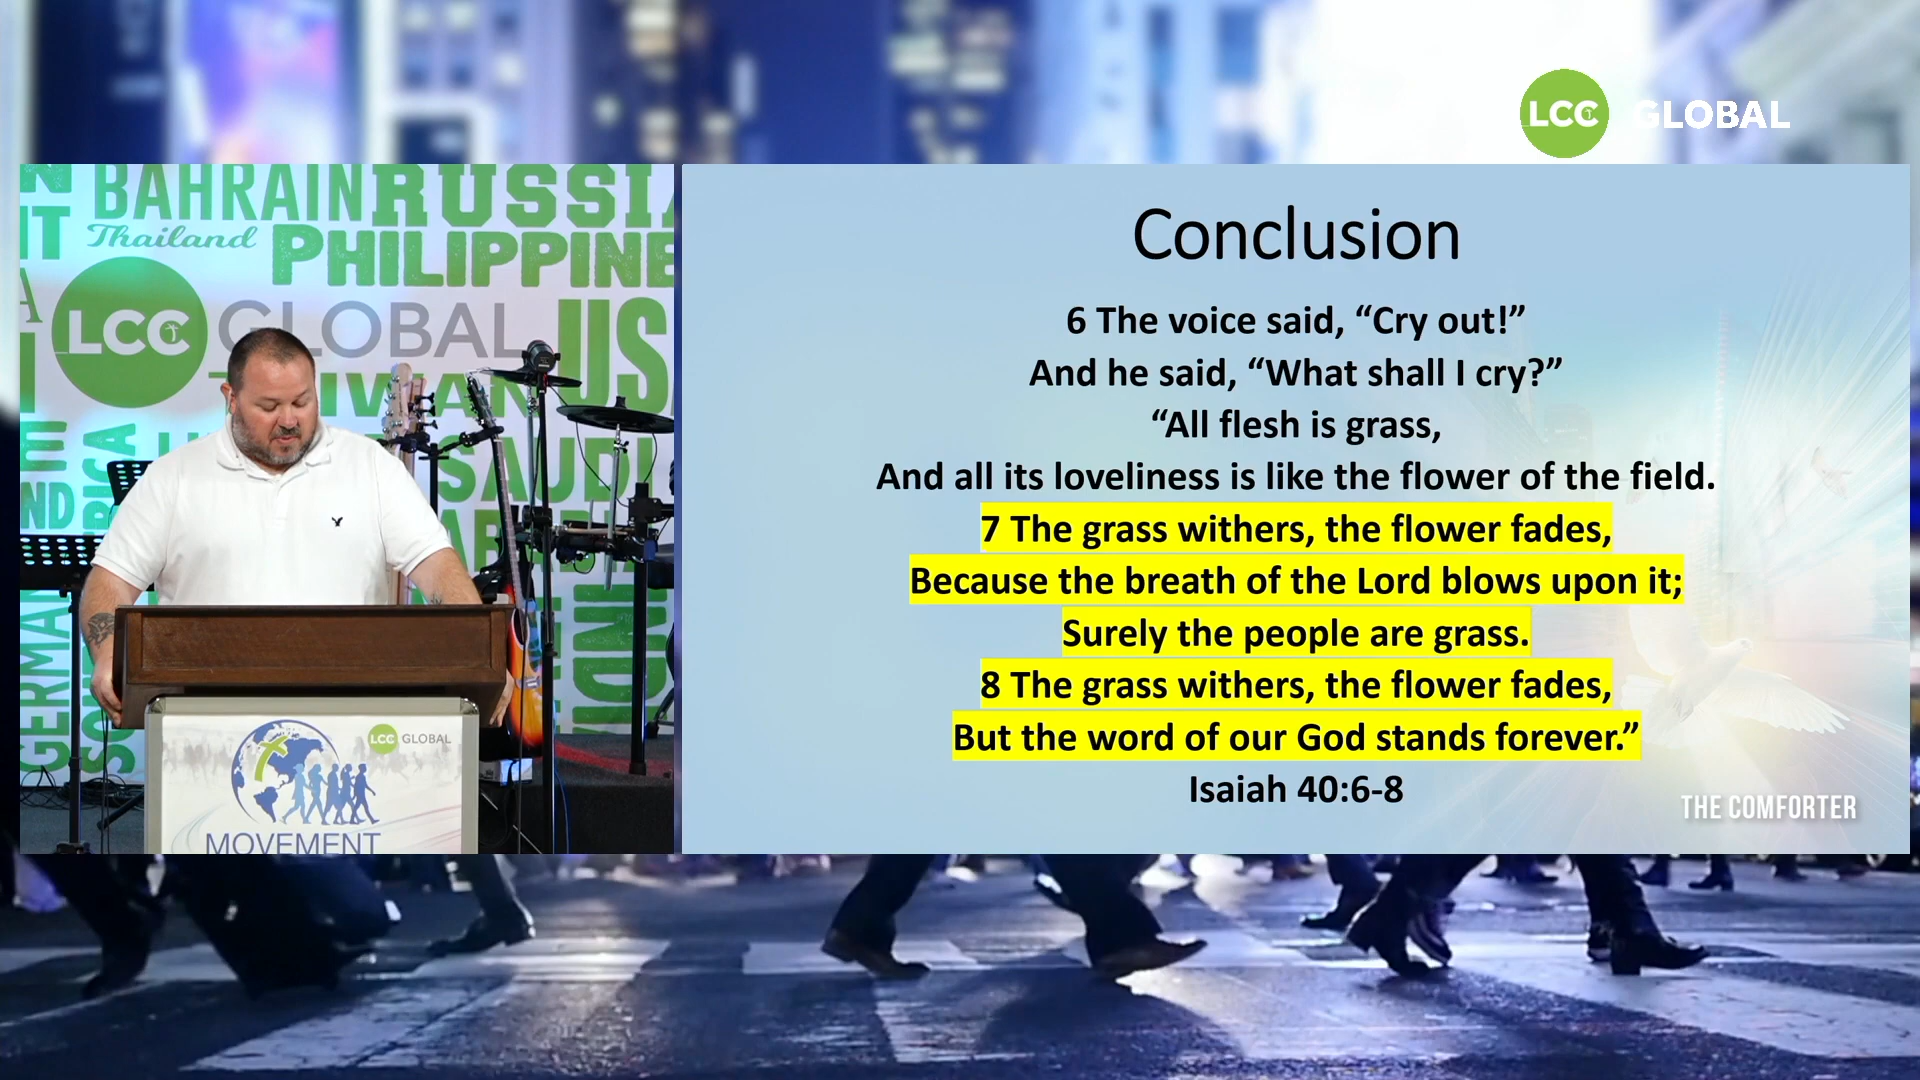 LCC GLOBAL
BAHRAIN RUSSIA
Thailand PHILIPPINE
LCC GLOBAL
TAIWAN US
SAUDI
GERMAN
INDI
LCC GLOBAL
MOVEMENT
Conclusion
6 The voice said, “Cry out!”
And he said, “What shall I cry?”
“All flesh is grass,
And all its loveliness is like the flower of the field.
7 The grass withers, the flower fades,
Because the breath of the Lord blows upon it;
Surely the people are grass.
8 The grass withers, the flower fades,
But the word of our God stands forever.”
Isaiah 40:6-8
THE COMFORTER